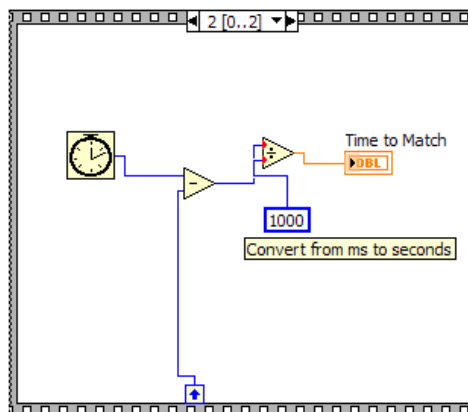 2 [0..2]
Time to Match
DBL
1000
Convert from ms to seconds